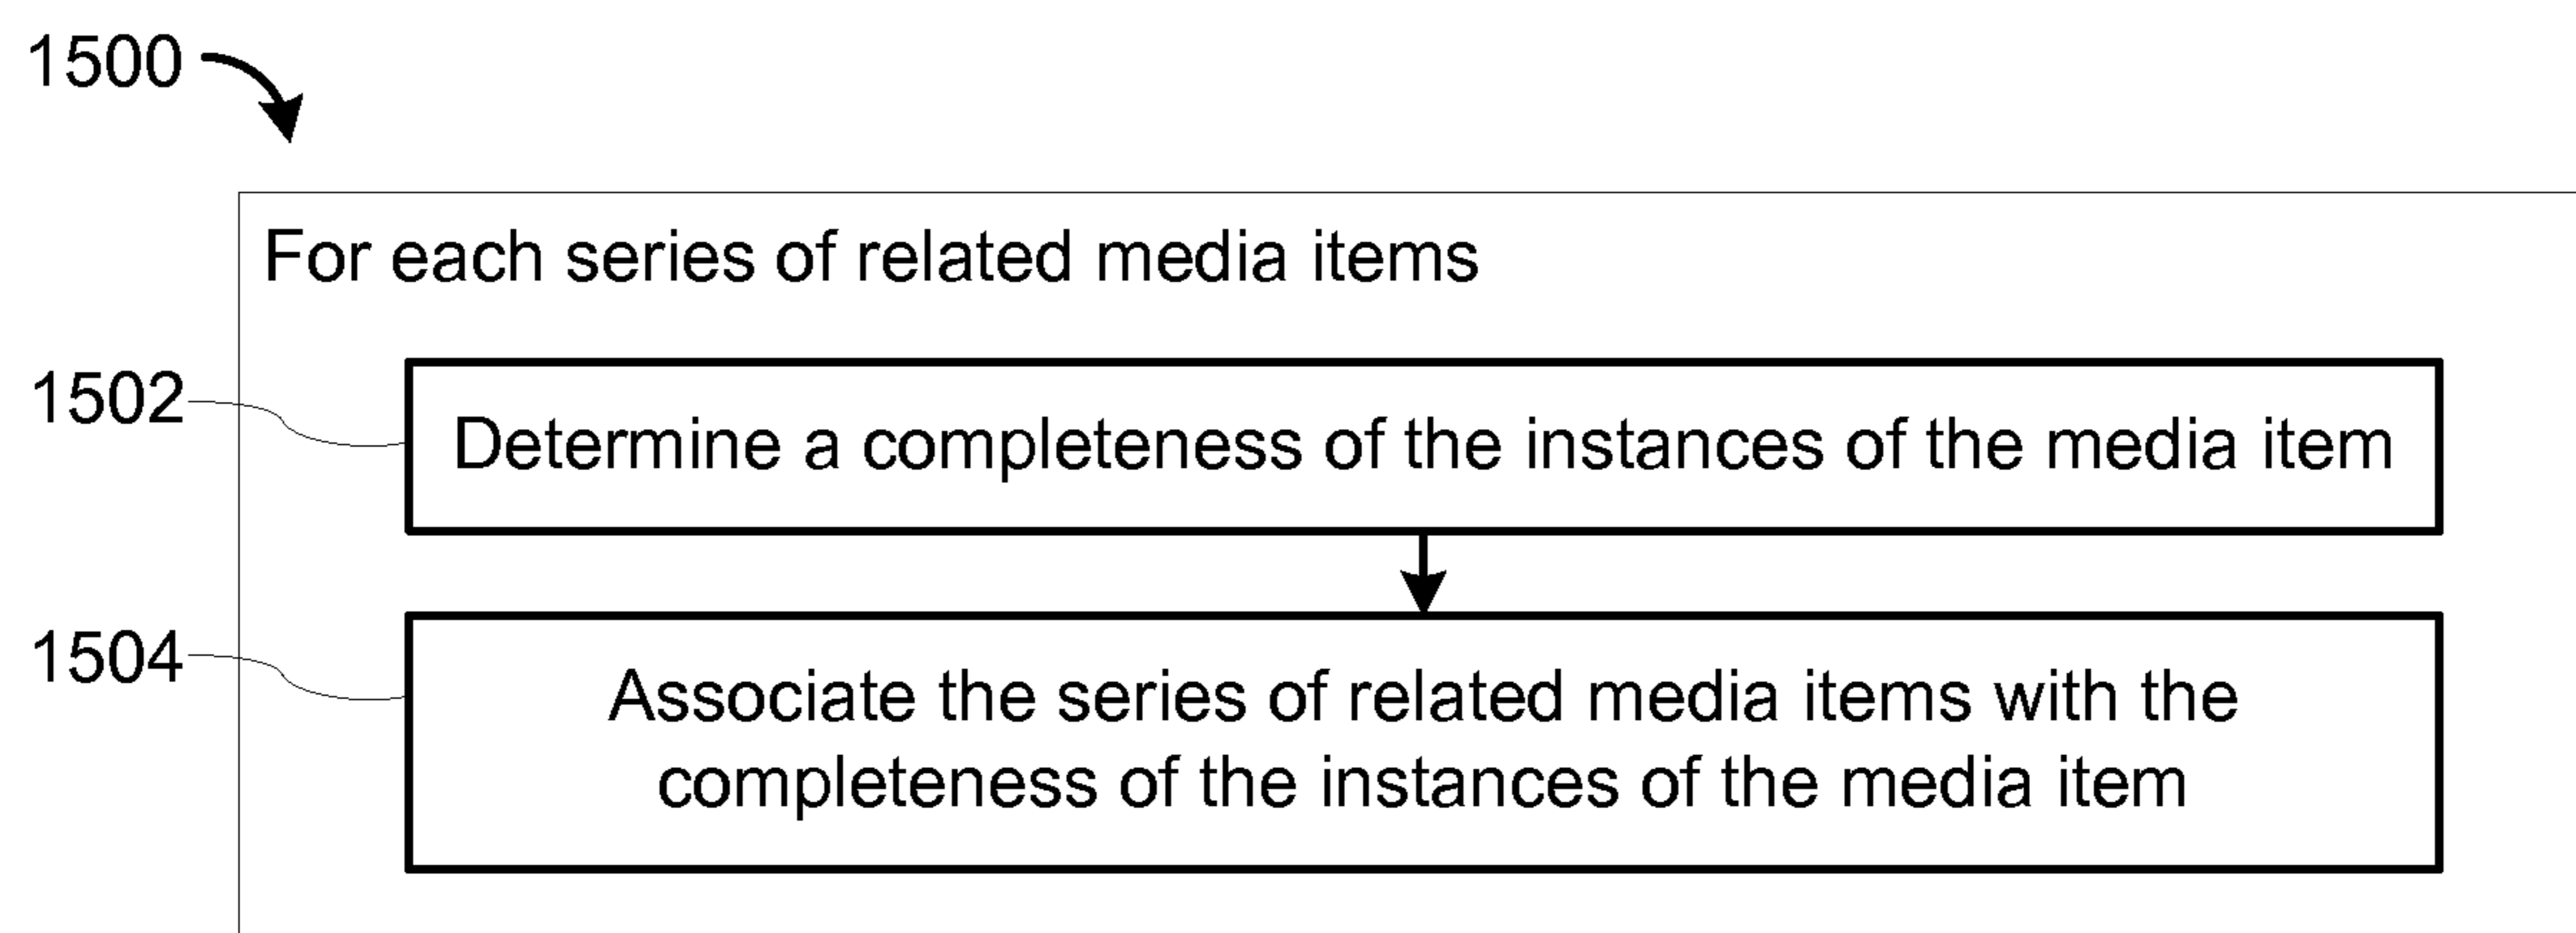 1500
For each series of related media items
1502
Determine a completeness of the instances of the media item
1504
Associate the series of related media items with the
completeness of the instances of the media item